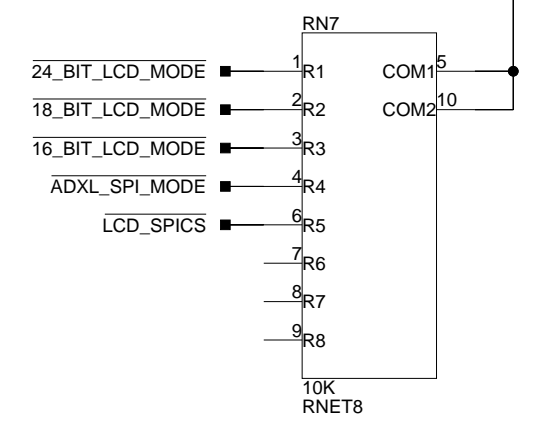 RN7
24_BIT_LCD_MODE 1 R1 COM1 5
18_BIT_LCD_MODE 2 R2 COM2 10
16_BIT_LCD_MODE 3 R3
ADXL_SPI_MODE 4 R4
LCD_SPICS 6 R5
7 R6
8 R7
9 R8
10K
RNET8